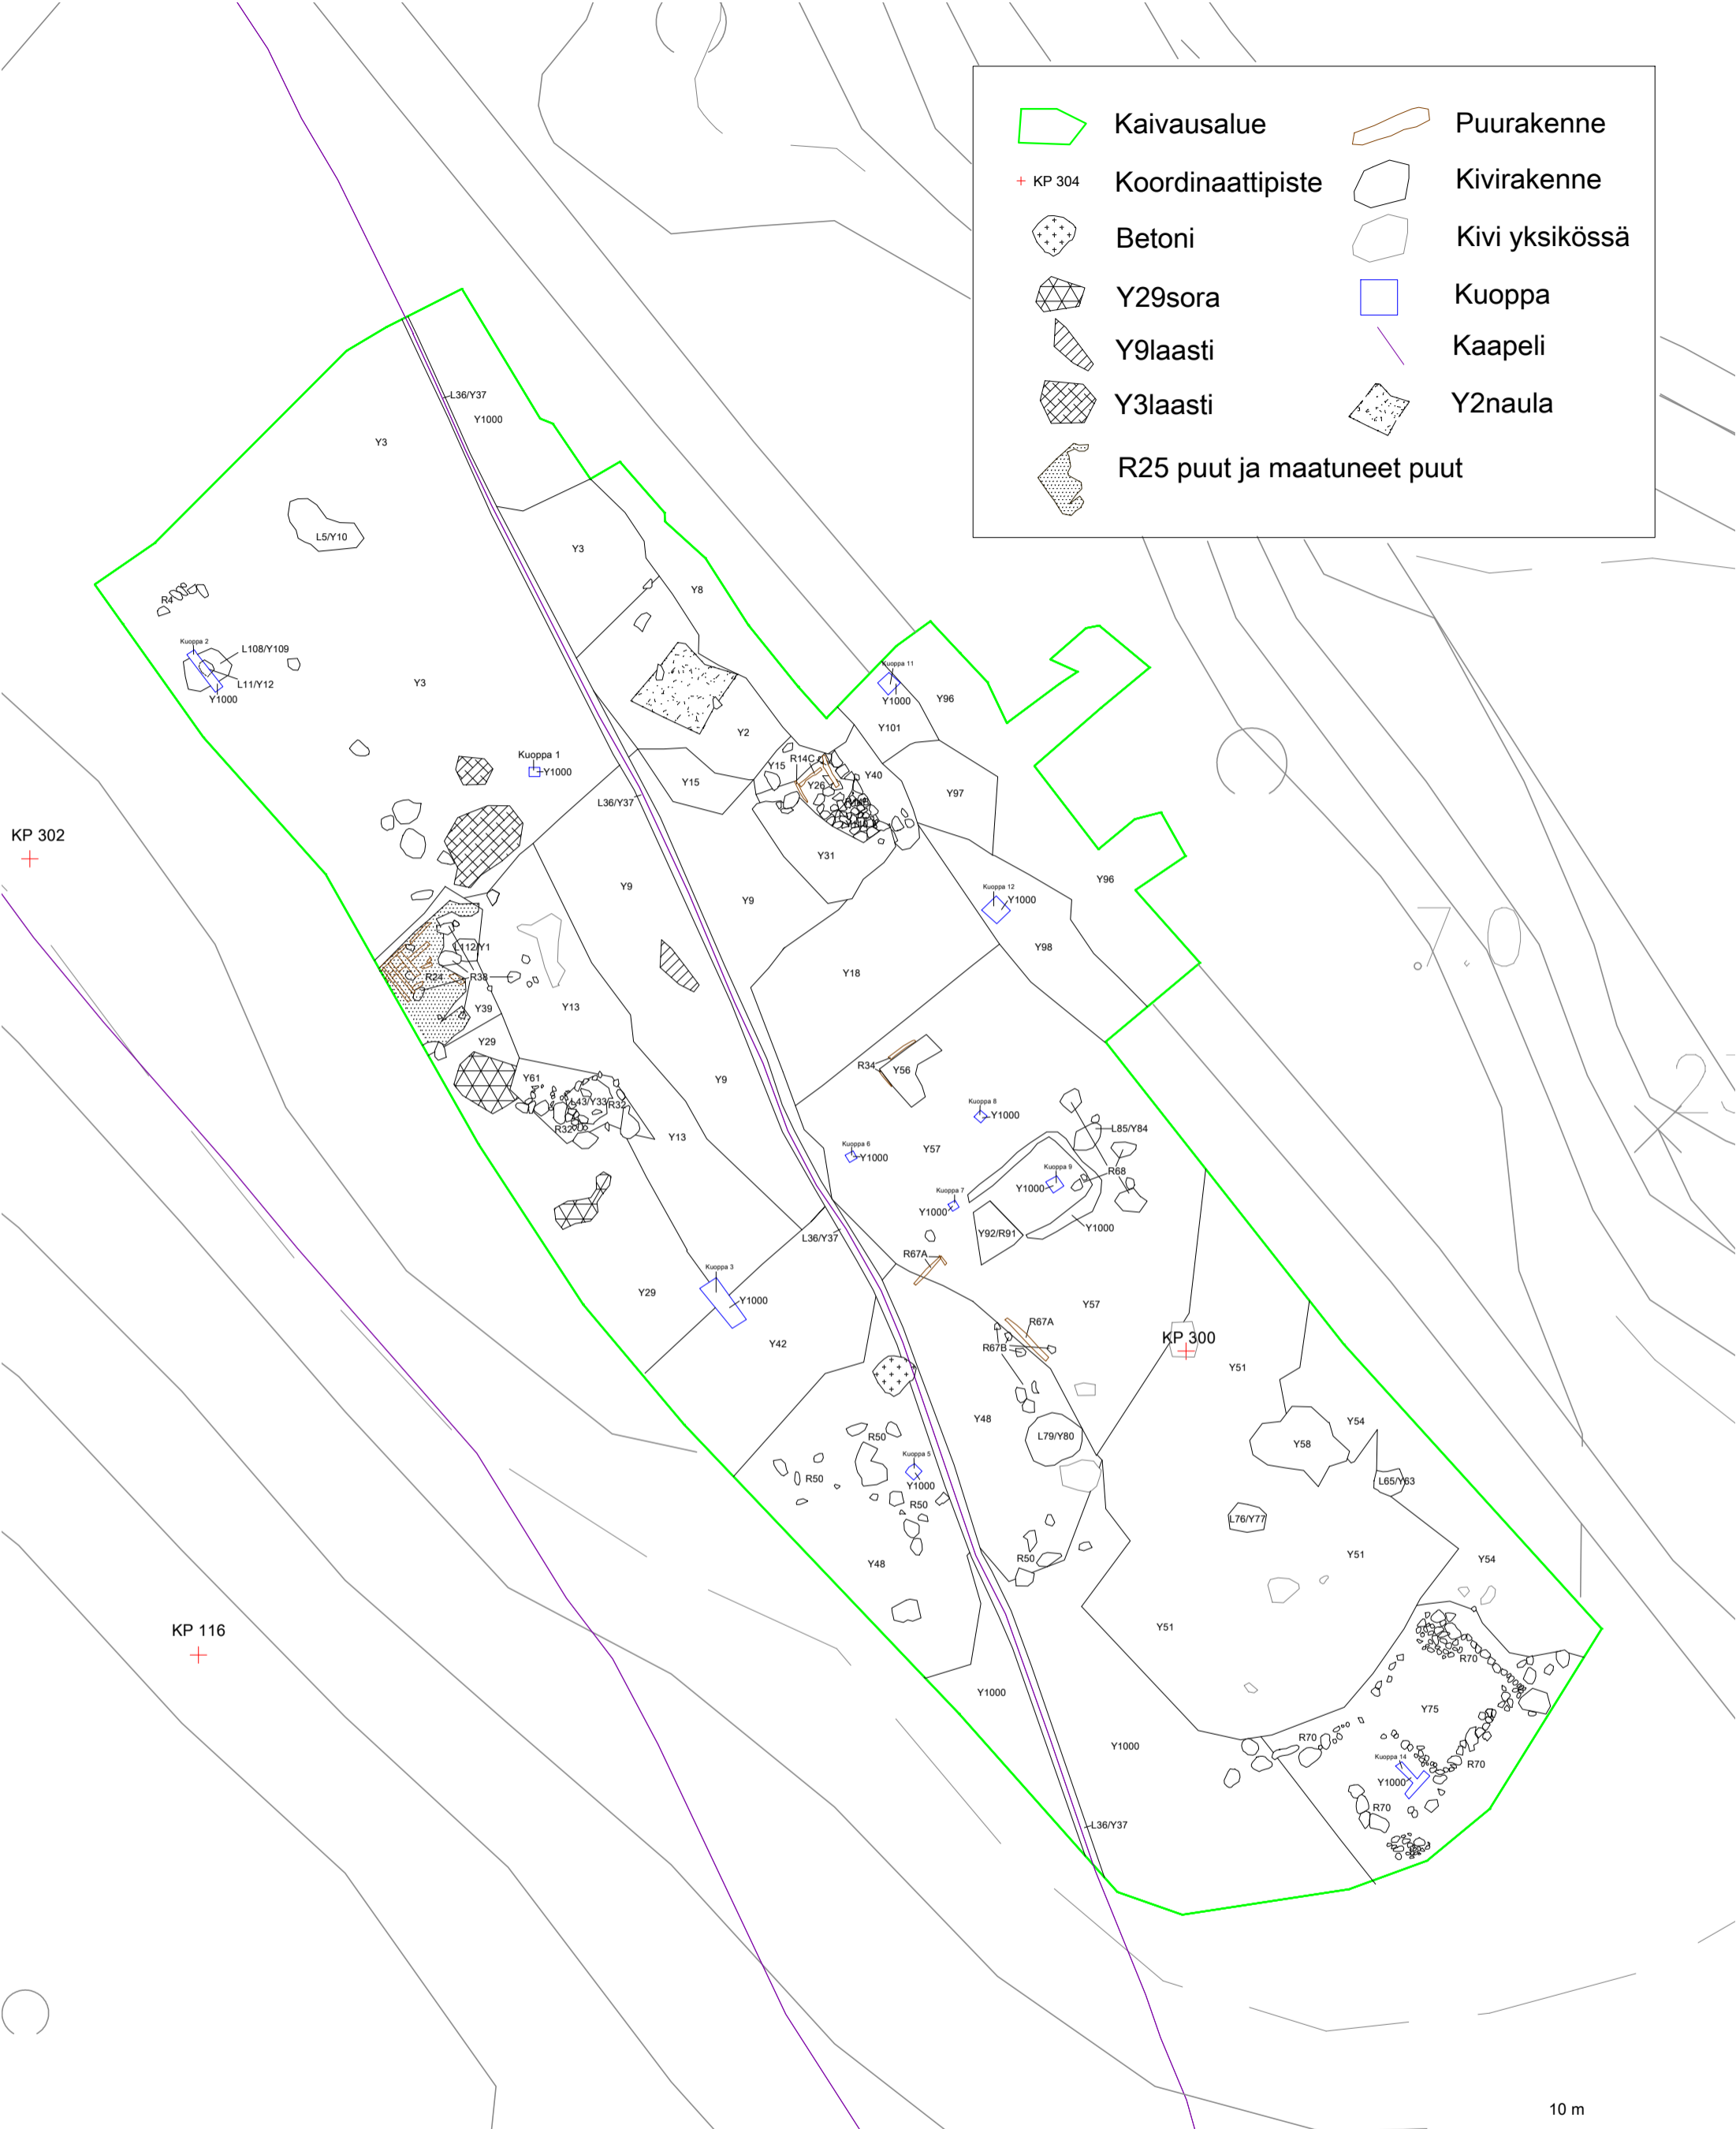 Kaivausalue
Puurakenne
KP 304
Koordinaattipiste
Kivirakenne
Betoni
Kivi yksikössä
Y29sora
Kuoppa
Y9laasti
Kaapeli
Y3laasti
Y2naula
R25 puut ja maatuneet puut
L36/Y37
Y1000
Y3
L5/Y10
Y3
Y8
R4
Kuoppa 2
L108/Y109
L11/Y12
Y1000
Y3
Kuoppa 11
Y1000
Y96
Y101
Y2
Kuoppa 1
Y1000
R14C
Y15
Y15
Y26
Y40
Y97
L36/Y37
KP 302
Y31
Y9
Y9
Y96
Kuoppa 12
Y1000
L112/Y1
Y98
R24
R38
Y18
Y39
Y13
Y29
R34
Y56
Y61
Y9
L43/Y33
R32
R32
Kuoppa 8
Y1000
L85/Y84
Y13
Kuoppa 6
Y1000
Y57
Kuoppa 9
R68
Y1000
Kuoppa 7
Y1000
Y1000
L36/Y37
Y92/R91
R67A
Kuoppa 3
Y29
Y1000
Y57
R67A
KP 300
Y42
R67B
Y51
Y48
Y54
L79/Y80
R50
Y58
Kuoppa 5
R50
Y1000
L65/Y63
R50
L76/Y77
Y48
R50
Y51
Y54
KP 116
Y51
R70
Y1000
Y75
Y1000
R70
Kuoppa 14
R70
Y1000
R70
L36/Y37
10 m